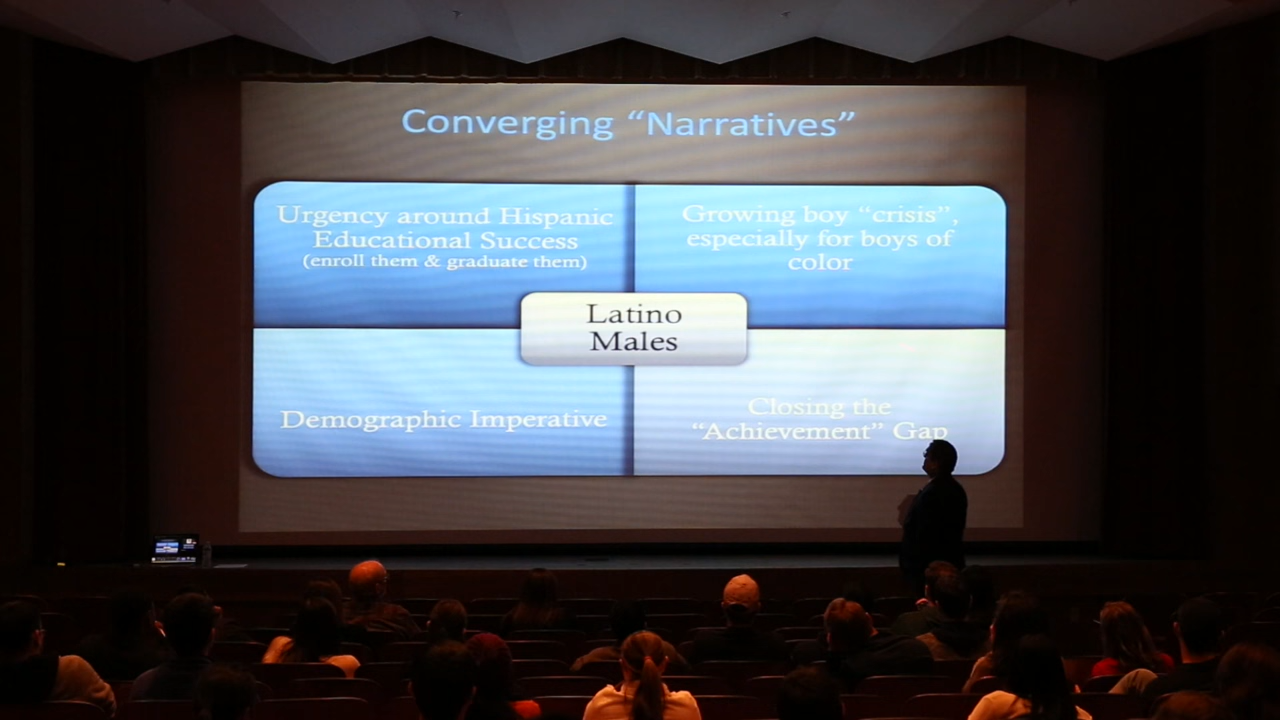 Converging “Narratives”
Urgency around Hispanic
Educational Success
(enroll them & graduate them)
Growing boy “crisis”,
especially for boys of
color
Latino
Males
Demographic Imperative
Closing the
“Achievement” Gap